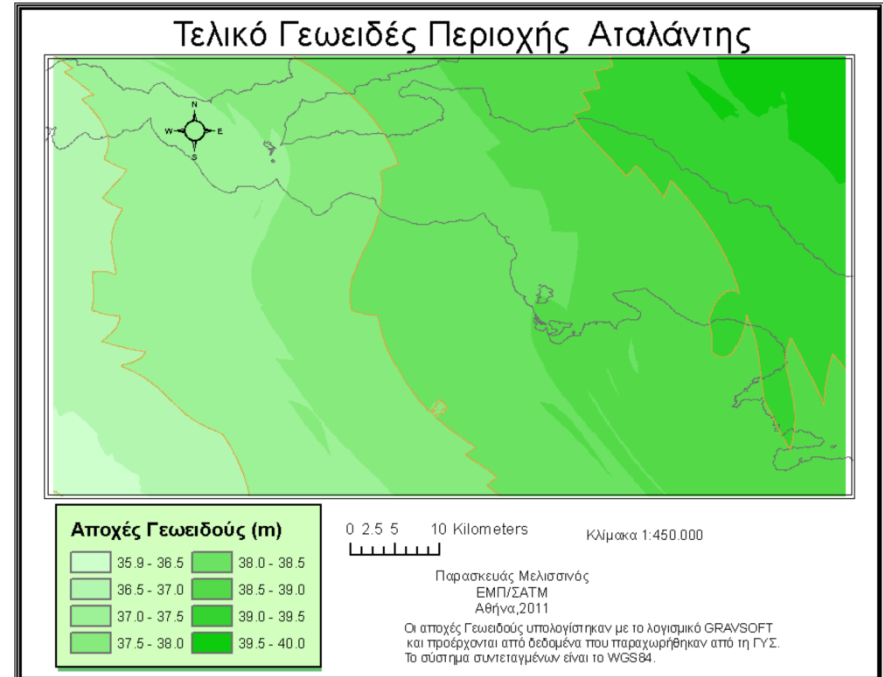 Τελικό Γεωειδές Περιοχής Αταλάντης
N
W E
S
Αποχές Γεωειδούς (m)
35.9 - 36.5 38.0 - 38.5
36.5 - 37.0 38.5 - 39.0
37.0 - 37.5 39.0 - 39.5
37.5 - 38.0 39.5 - 40.0
0 2.5 5 10 Kilometers
Κλίμακα 1:450.000
Παρασκευάς Μελισσινός
ΕΜΠ/ΣΑΤΜ
Αθήνα,2011
Οι αποχές Γεωειδούς υπολογίστηκαν με το λογισμικό GRAVSOFT
και προέρχονται από δεδομένα που παραχωρήθηκαν από τη ΓΥΣ.
Το σύστημα συντεταγμένων είναι το WGS84.